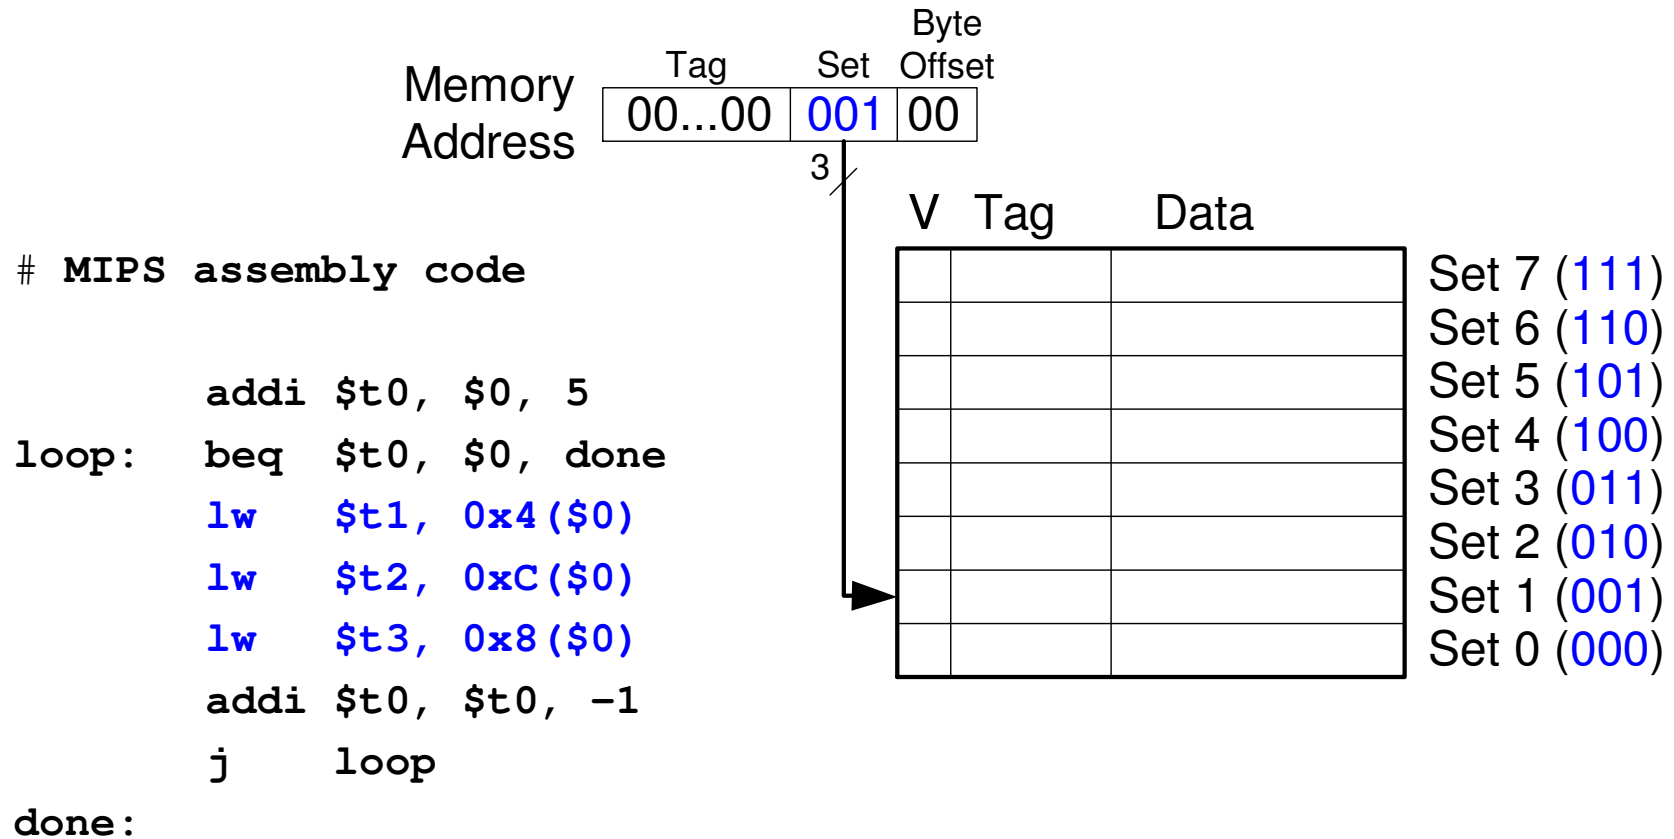 Byte
Tag Set Offset
Memory Address
00...00 001 00
3
V Tag Data
Set 7 (111)
Set 6 (110)
Set 5 (101)
Set 4 (100)
Set 3 (011)
Set 2 (010)
Set 1 (001)
Set 0 (000)
# MIPS assembly code
addi $t0, $0, 5
loop: beq $t0, $0, done
lw $t1, 0x4($0)
lw $t2, 0xC($0)
lw $t3, 0x8($0)
addi $t0, $t0, −1
j loop
done: